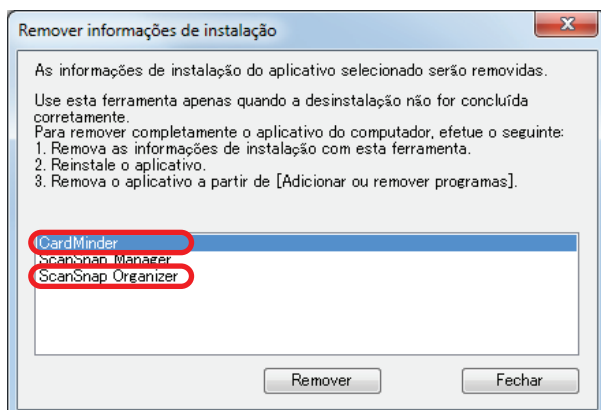 Remover informações de instalação
As informações de instalação do aplicativo selecionado serão removidas.
Use esta ferramenta apenas quando a desinstalação não for concluída
corretamente.
Para remover completamente o aplicativo do computador, efetue o seguinte:
1. Remova as informações de instalação com esta ferramenta.
2. Reinstale o aplicativo.
3. Remova o aplicativo a partir de [Adicionar ou remover programas].
CardMinder
ScanSnap Manager
ScanSnap Organizer
Remover
Fechar